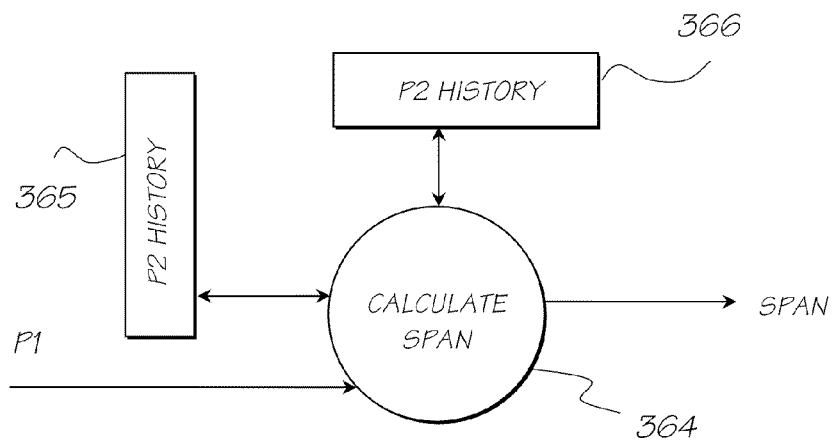 366
P2 HISTORY
365
P2 HISTORY
CALCULATE
SPAN
SPAN
P1
364